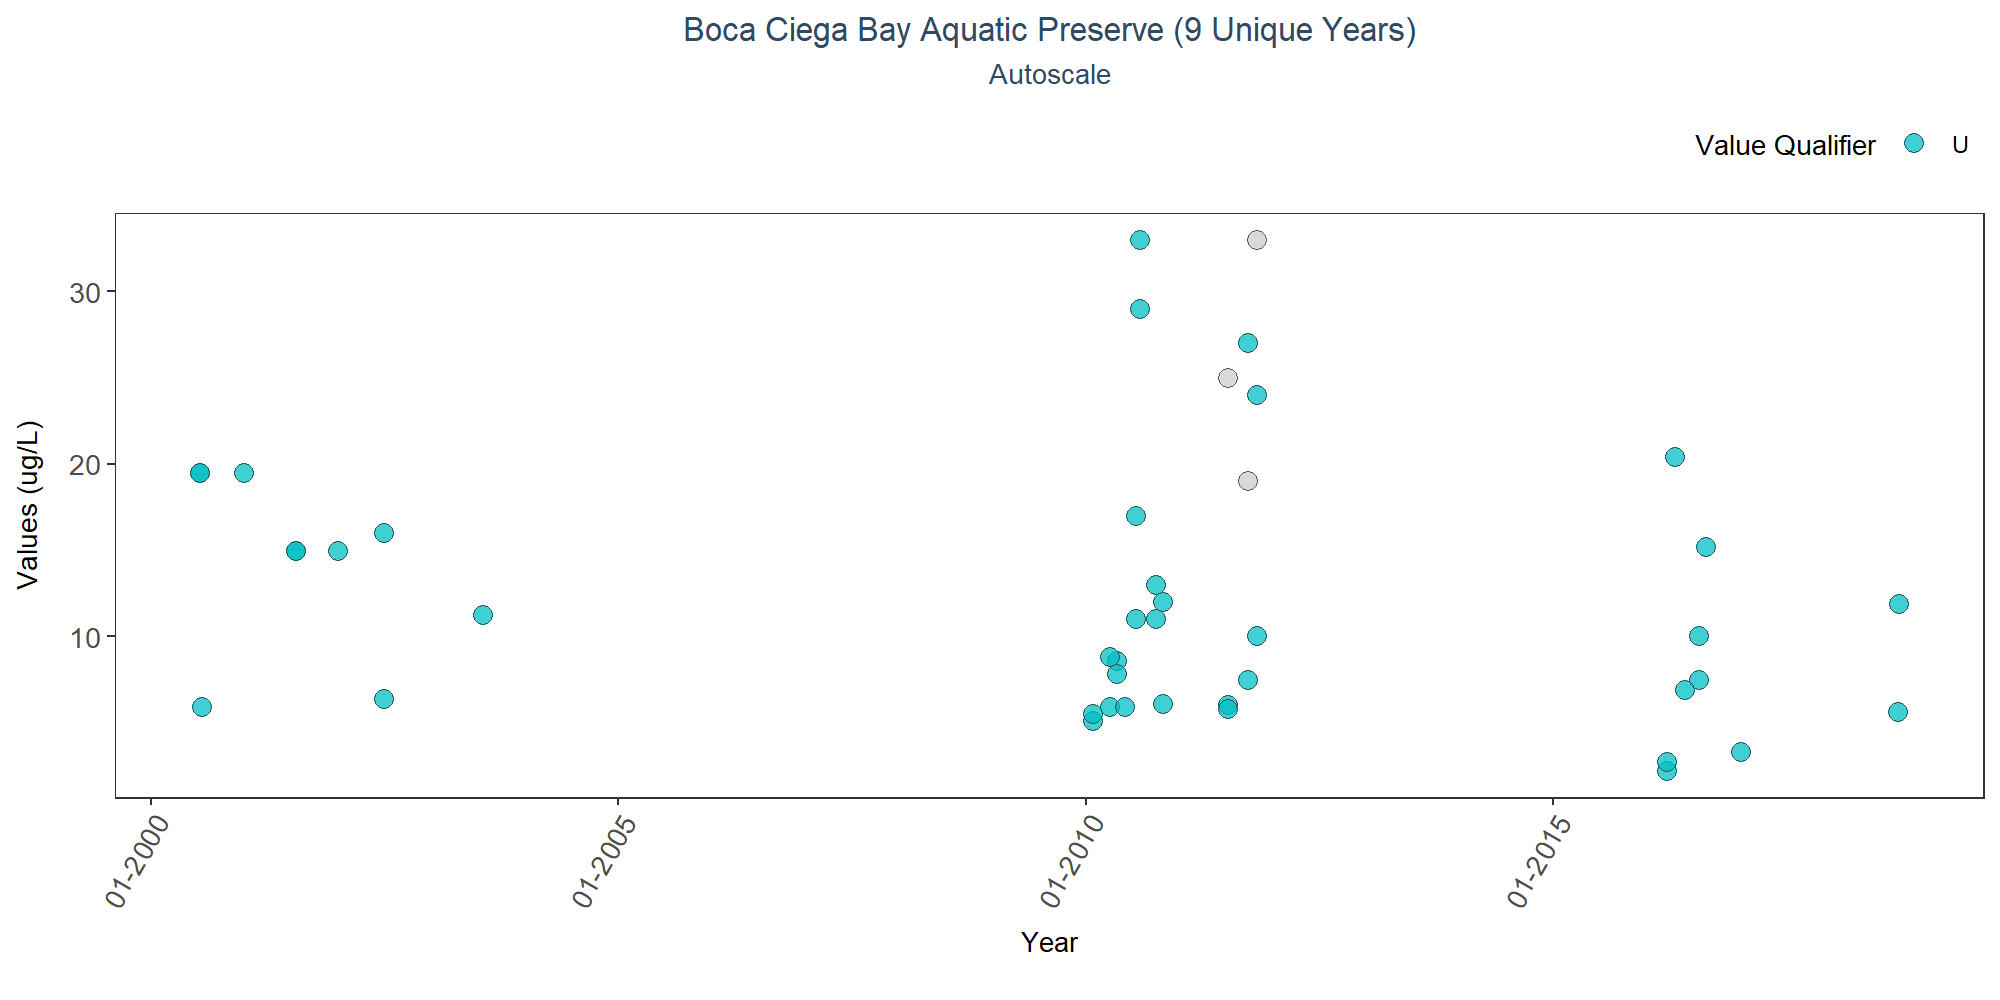 Boca Ciega Bay Aquatic Preserve (9 Unique Years)
Autoscale
Value Qualifier U
Values (ug/L)
30
20
10
01-2000
01-2005
01-2010
01-2015
Year